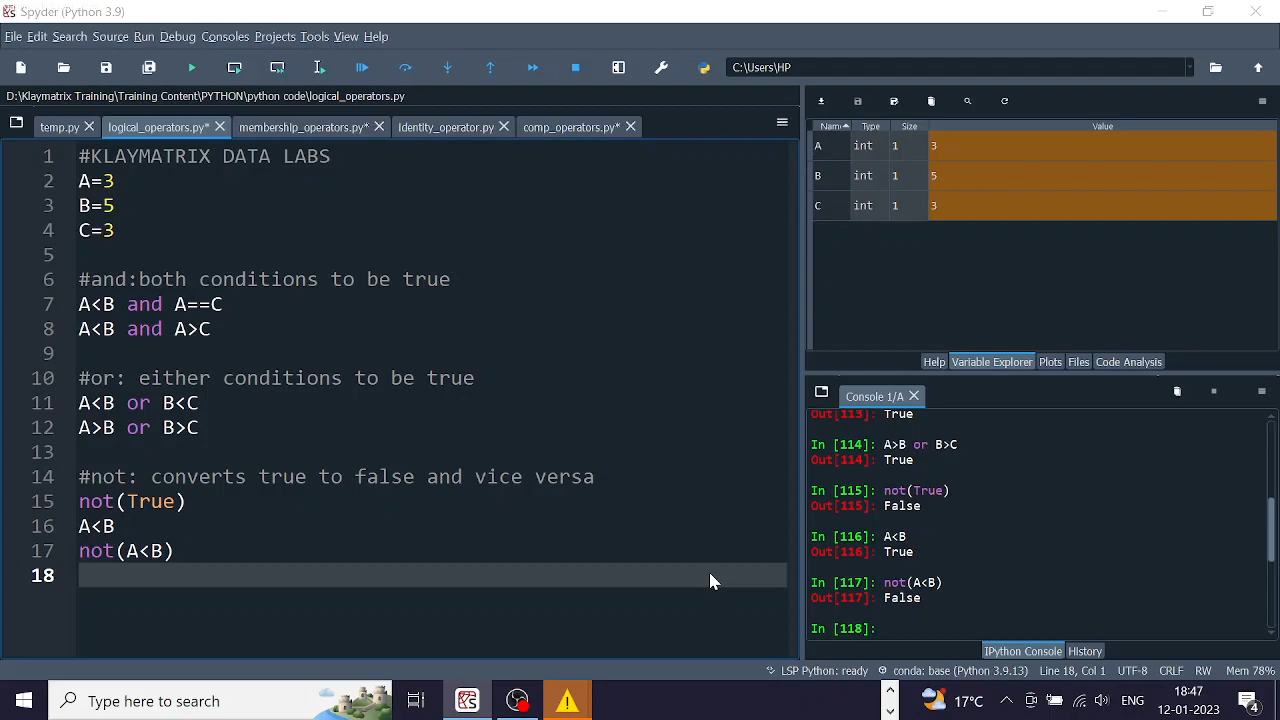 Spyder (Python 3.9)
File Edit Search Source Run Debug Consoles Projects Tools View Help
C:\Users\HP
D:\Klaymatrix Training\Training Content\PYTHON\python code\logical_operators.py
temp.py logical_operators.py* membership_operators.py* identity_operator.py comp_operators.py*
1 #KLAYMATRIX DATA LABS
2 A=3
3 B=5
4 C=3
5
6 #and:both conditions to be true
7 A<B and A==C
8 A<B and A>C
9
10 #or: either conditions to be true
11 A<B or B<C
12 A>B or B>C
13
14 #not: converts true to false and vice versa
15 not(True)
16 A<B
17 not(A<B)
18
Name Type Size Value
A int 1 3
B int 1 5
C int 1 3
Help Variable Explorer Plots Files Code Analysis
Console 1/A
Out[113]: True
In [114]: A>B or B>C
Out[114]: True
In [115]: not(True)
Out[115]: False
In [116]: A<B
Out[116]: True
In [117]: not(A<B)
Out[117]: False
In [118]:
IPython Console History
LSP Python: ready conda: base (Python 3.9.13) Line 18, Col 1 UTF-8 CRLF RW Mem 78%
Type here to search
17°C ENG
18:47
12-01-2023
4